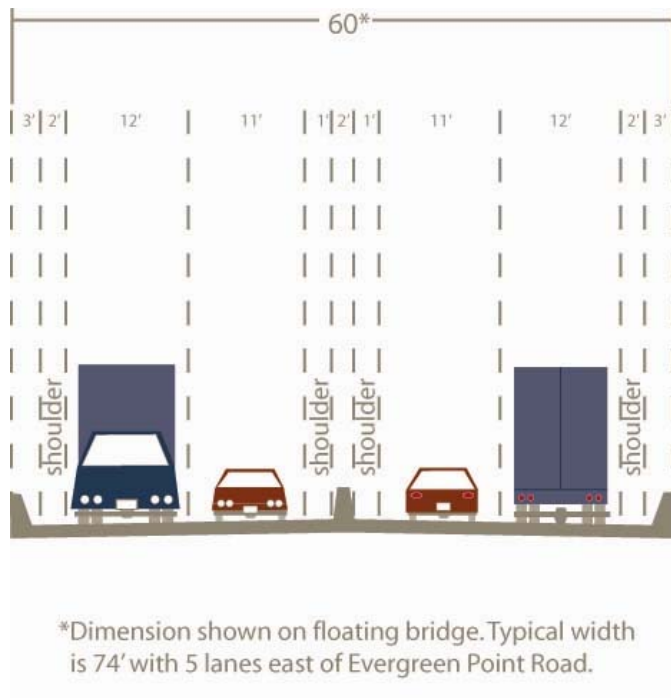 60*
3' 2' 12' 11' 1' 2' 1' 11' 12' 2' 3'
shoulder shoulder shoulder shoulder
*Dimension shown on floating bridge. Typical width
is 74' with 5 lanes east of Evergreen Point Road.